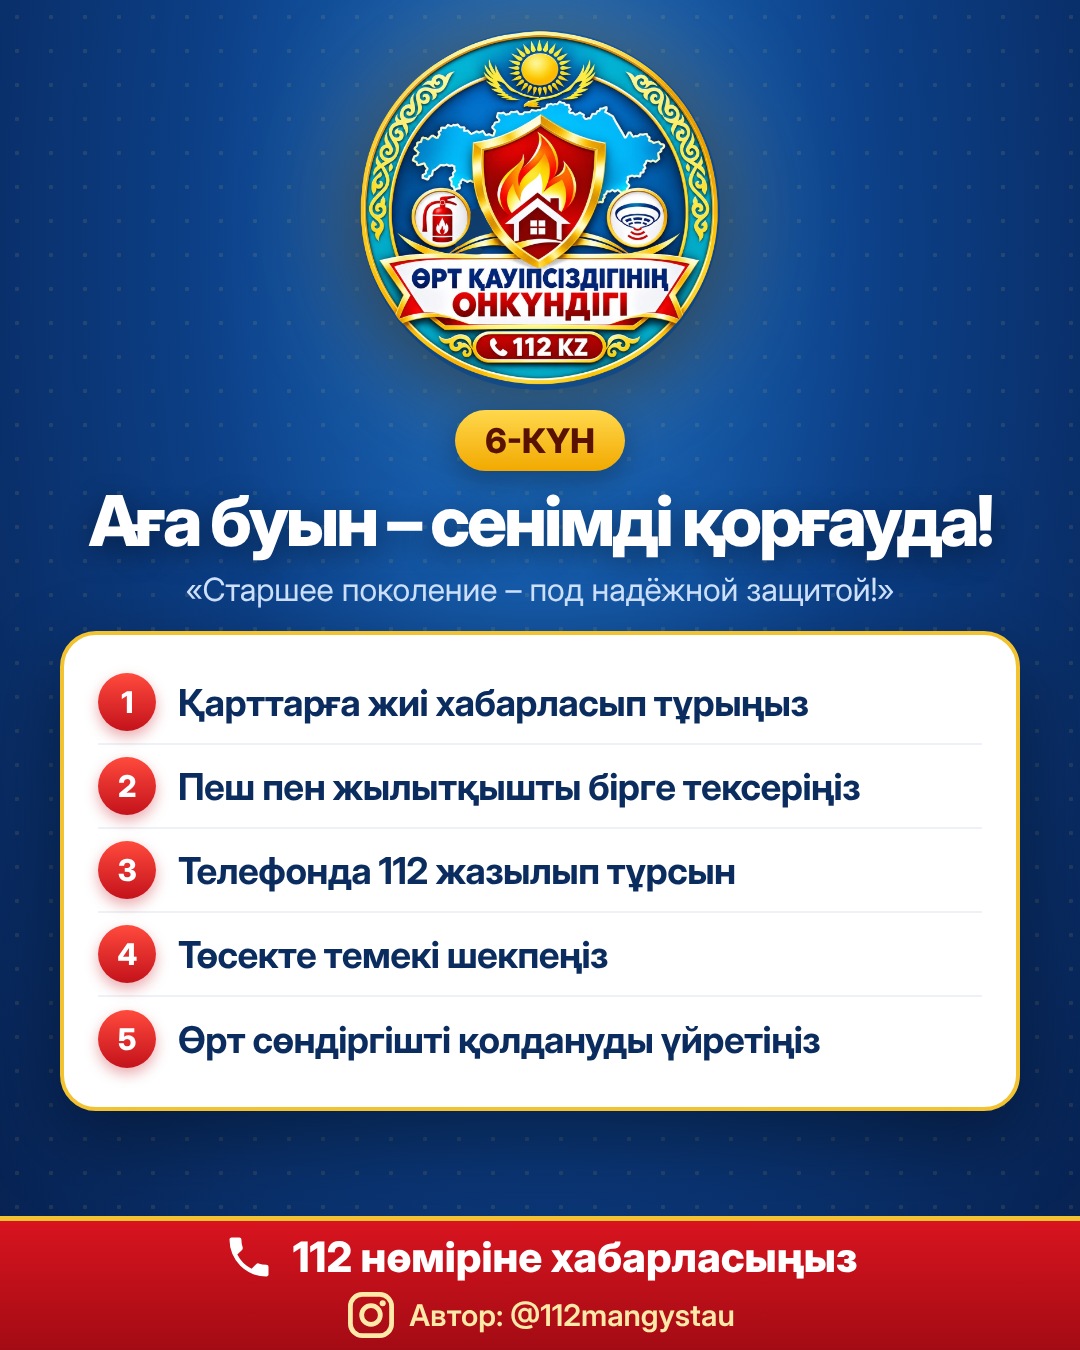 ӨРТ ҚАУІПСІЗДІГІНІҢ
ОНКҮНДІГІ
112 KZ
6-КҮН
Аға буын – сенімді қорғауда!
«Старшее поколение – под надёжной защитой!»
1 Қарттарға жиі хабарласып тұрыңыз
2 Пеш пен жылытқышты бірге тексеріңіз
3 Телефонда 112 жазылып тұрсын
4 Төсекте темекі шекпеңіз
5 Өрт сөндіргішті қолдануды үйретіңіз
112 нөміріне хабарласыңыз
Автор: @112mangystau